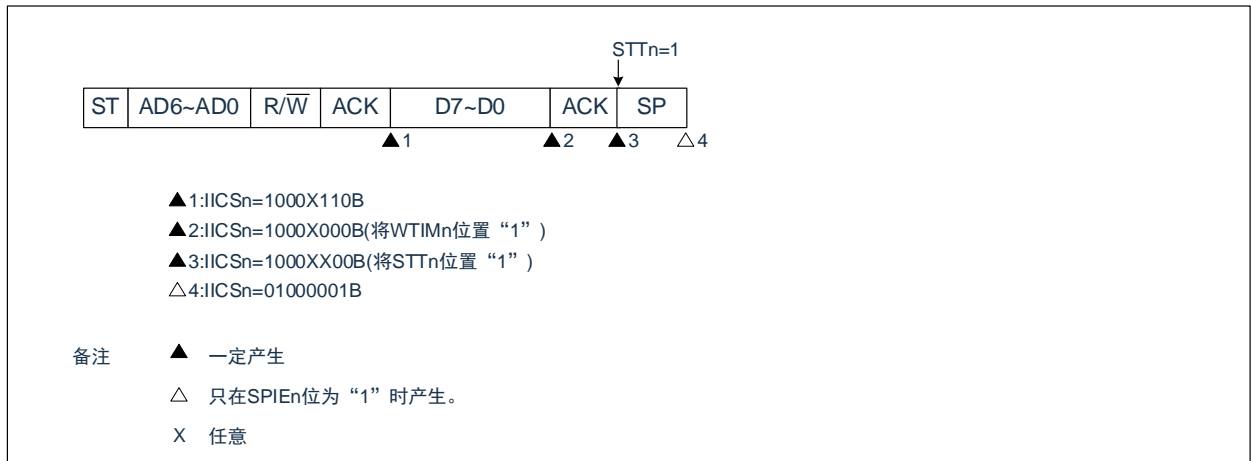 STTn=1
ST AD6~AD0 R/W̅ ACK D7~D0 ACK SP
▲1 ▲2 ▲3 △4
▲1:IICSn=1000X110B
▲2:IICSn=1000X000B(将WTIMn位置“1”)
▲3:IICSn=1000XX00B(将STTn位置“1”)
△4:IICSn=01000001B
备注 ▲ 一定产生
△ 只在SPIEn位为“1”时产生。
X 任意